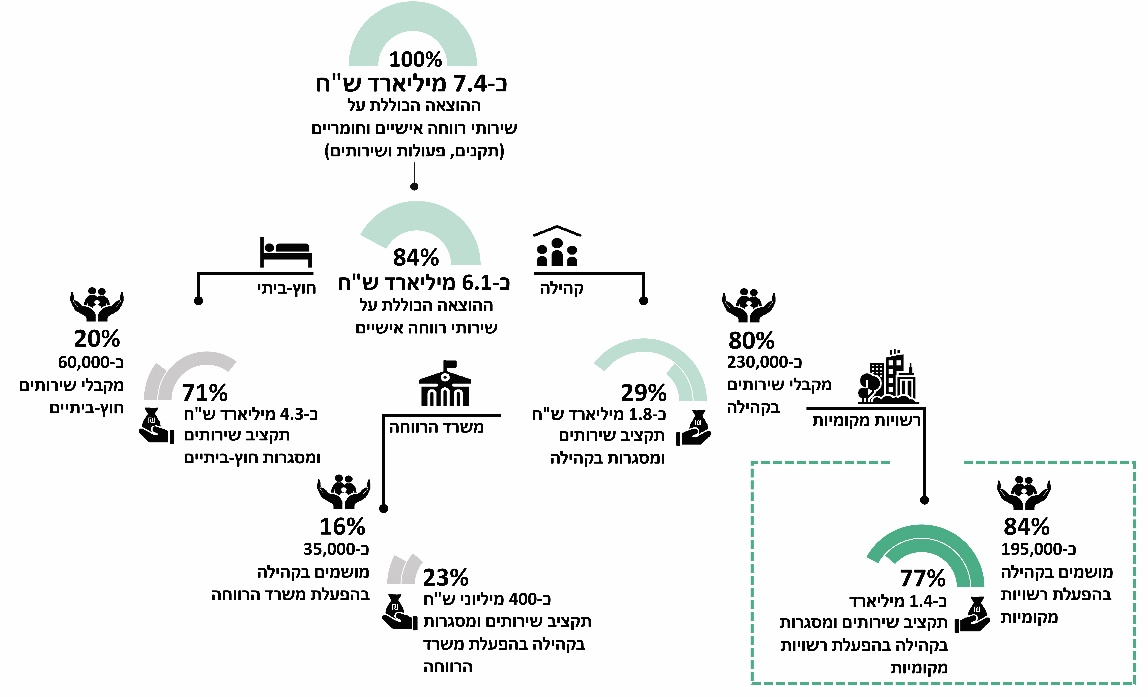 100%
כ-7.4 מיליארד ש"ח
ההוצאה הכוללת על
שירותי רווחה אישיים וחומריים
(תקנים, פעולות ושירותים)
84%
כ-6.1 מיליארד ש"ח
ההוצאה הכוללת על
שירותי רווחה אישיים
קהילה
חוץ-ביתי
80%
כ-230,000
מקבלי שירותים
בקהילה
29%
כ-1.8 מיליארד ש"ח
תקציב שירותים
ומסגרות בקהילה
20%
כ-60,000
מקבלי שירותים
חוץ-ביתיים
71%
כ-4.3 מיליארד ש"ח
תקציב שירותים
ומסגרות חוץ-ביתיים
רשויות מקומיות
משרד הרווחה
84%
כ-195,000
מושמים בקהילה
בהפעלת רשויות
מקומיות
77%
כ-1.4 מיליארד
תקציב שירותים ומסגרות
בקהילה בהפעלת רשויות
מקומיות
16%
כ-35,000
מושמים בקהילה
בהפעלת משרד הרווחה
23%
כ-400 מיליוני ש"ח
תקציב שירותים ומסגרות
בקהילה בהפעלת משרד
הרווחה